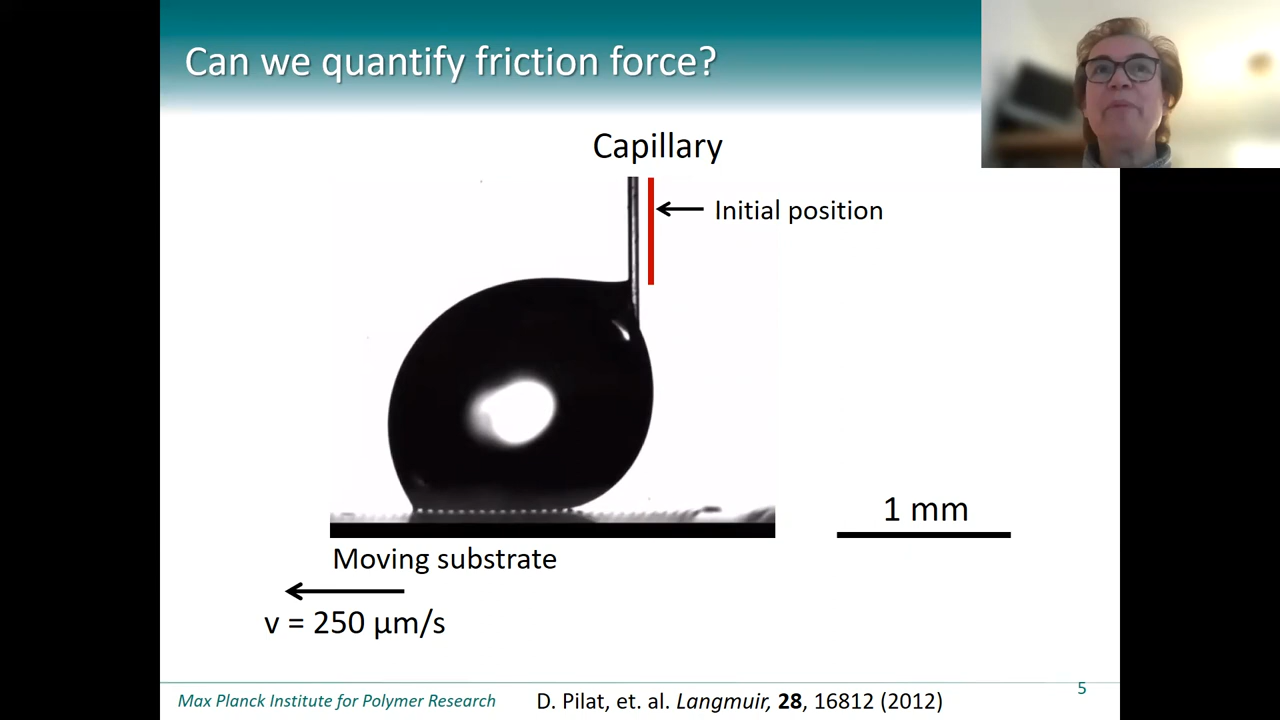 Can we quantify friction force?
Capillary
Initial position
1 mm
Moving substrate
v = 250 µm/s
5
Max Planck Institute for Polymer Research
D. Pilat, et. al. Langmuir, 28, 16812 (2012)